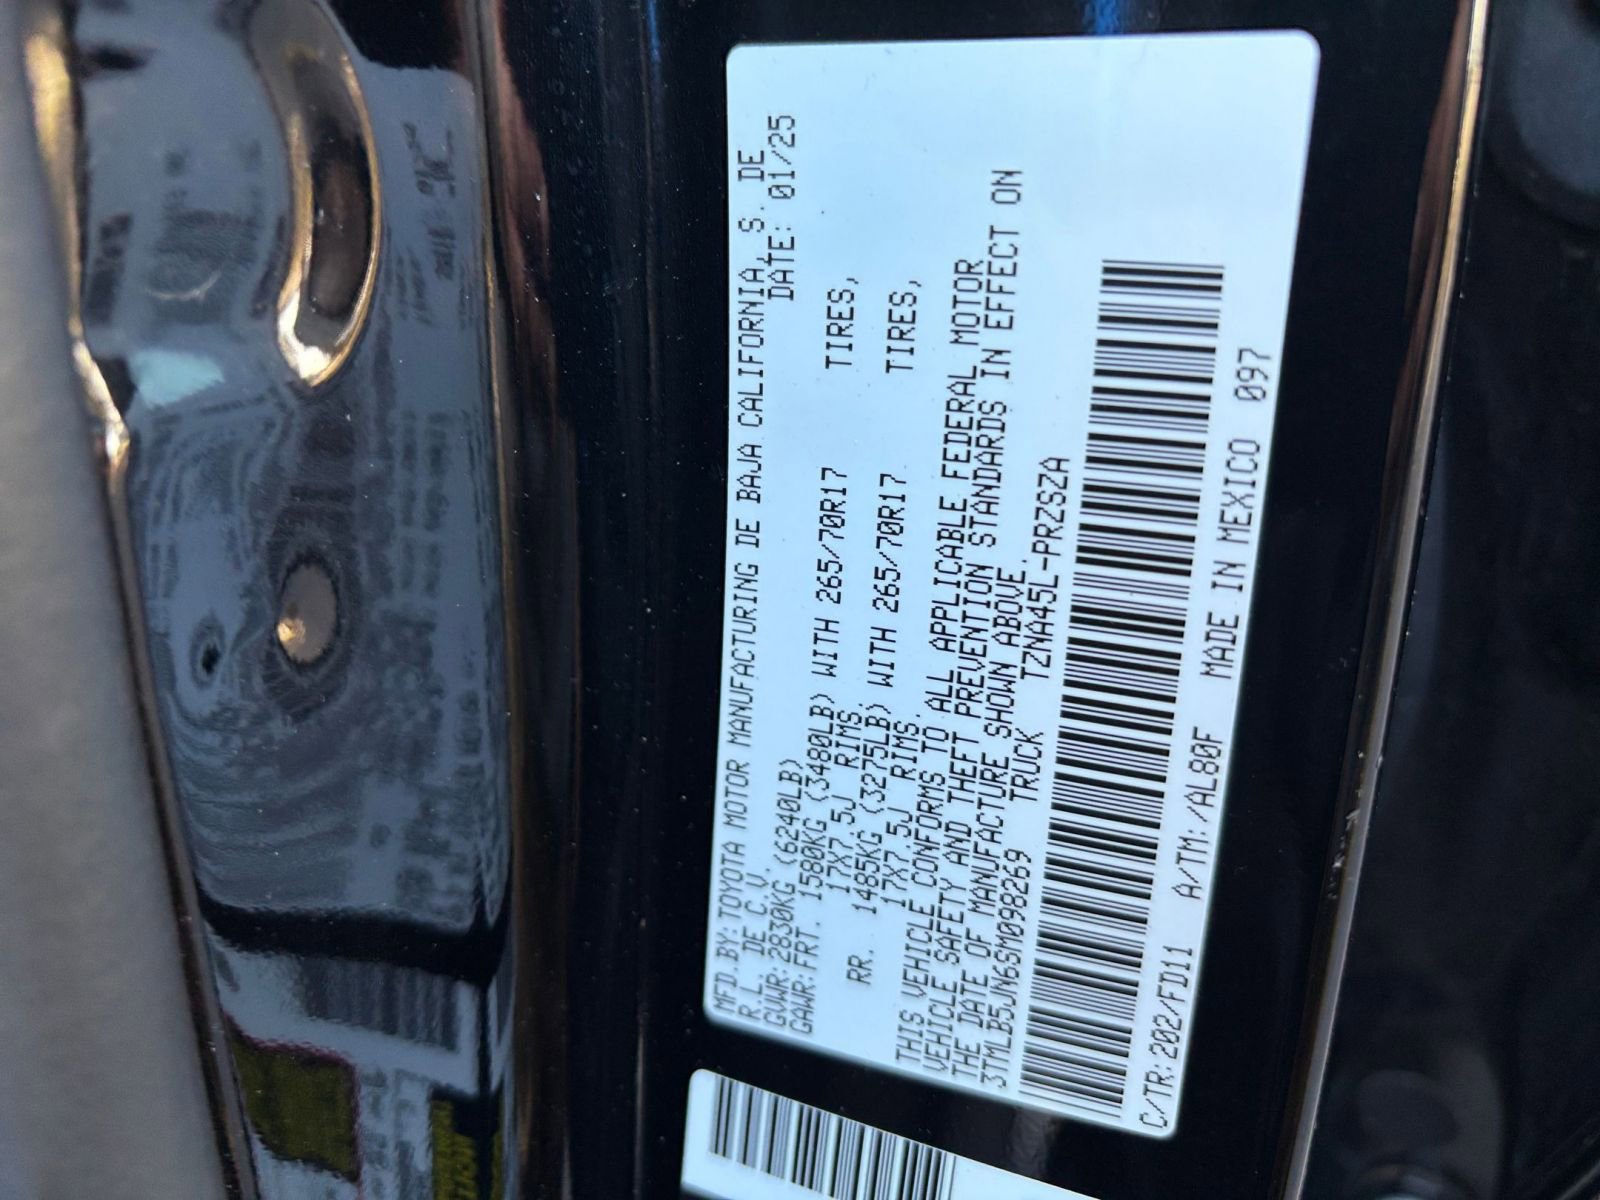 MFD.BY:TOYOTA MOTOR MANUFACTURING DE BAJA CALIFORNIA, S. DE
R.L. DE C.V. DATE: 01/25
GVWR:2830KG (6240LB)
GAWR:FRT. 1580KG (3480LB) WITH 265/70R17 TIRES,
17X7.5J RIMS,
RR. 1485KG (3275LB) WITH 265/70R17 TIRES,
17X7.5J RIMS.
THIS VEHICLE CONFORMS TO ALL APPLICABLE FEDERAL MOTOR
VEHICLE SAFETY AND THEFT PREVENTION STANDARDS IN EFFECT ON
THE DATE OF MANUFACTURE SHOWN ABOVE.
3TMLB5JN6SM098269 TRUCK TZNA45L-PRZSZA
C/TR:202/FD11 A/TM:/AL80F MADE IN MEXICO 097